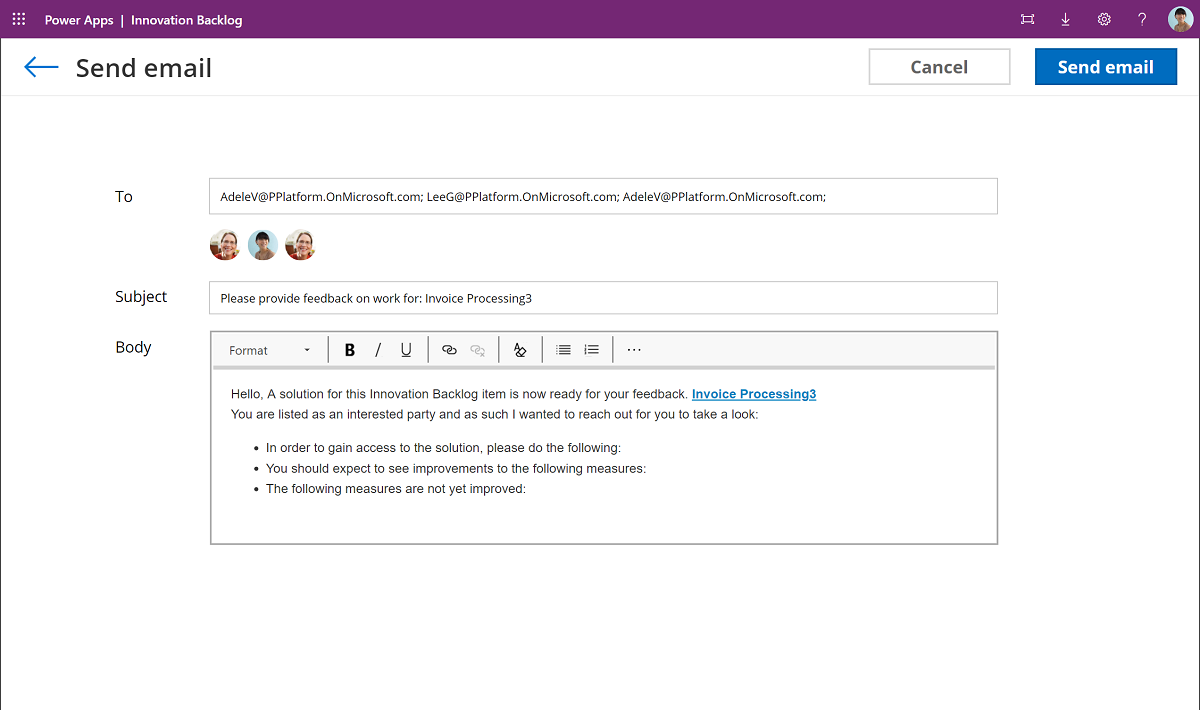 Power Apps | Innovation Backlog
?
Send email
Cancel
Send email
To
AdeleV@PPlatform.OnMicrosoft.com; LeeG@PPlatform.OnMicrosoft.com; AdeleV@PPlatform.OnMicrosoft.com;
Subject
Please provide feedback on work for: Invoice Processing3
Body
Format
B / U
Hello, A solution for this Innovation Backlog item is now ready for your feedback. Invoice Processing3
You are listed as an interested party and as such I wanted to reach out for you to take a look:
• In order to gain access to the solution, please do the following:
• You should expect to see improvements to the following measures:
• The following measures are not yet improved: